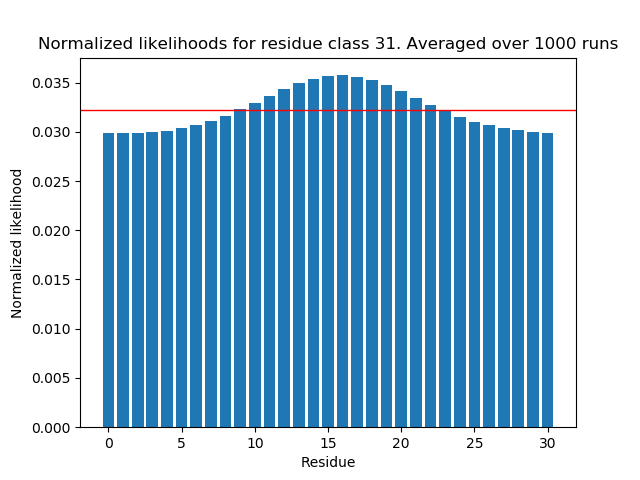 Normalized likelihoods for residue class 31. Averaged over 1000 runs
0.035
0.030
0.025
0.020
0.015
0.010
0.005
0.000
Normalized likelihood
0 5 10 15 20 25 30
Residue